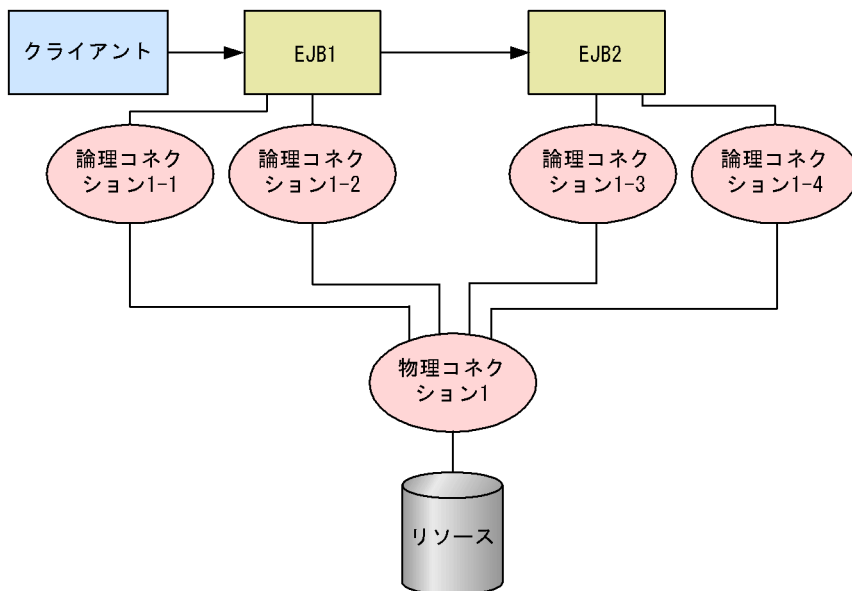 クライアント
EJB1
EJB2
論理コネク
ション1-1
論理コネク
ション1-2
論理コネク
ション1-3
論理コネク
ション1-4
物理コネク
ション1
リソース